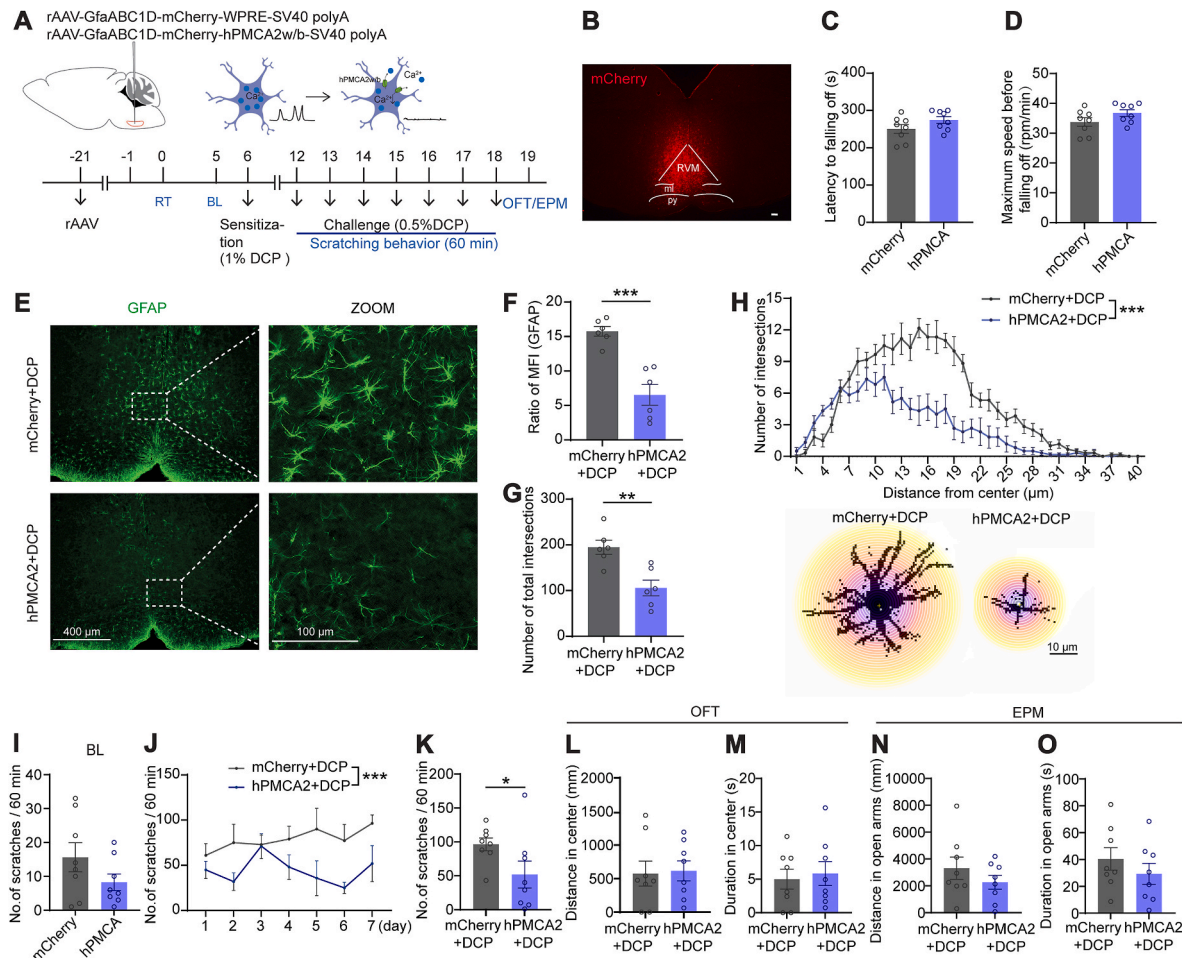 A
rAAV-GfaABC1D-mCherry-WPRE-SV40 polyA
rAAV-GfaABC1D-mCherry-hPMCA2w/b-SV40 polyA
Ca²⁺
hPMCA2w/b
Ca²⁺
Ca²⁺
-21 -1 0 5 6 12 13 14 15 16 17 18 19
rAAV
RT
BL
OFT/EPM
Sensitiza-
tion
(1% DCP )
Challenge (0.5%DCP)
Scratching behavior (60 min)
B
mCherry
RVM
ml
py
C
Latency to falling off (s)
400
300
200
100
0
mCherry
hPMCA
D
Maximum speed before
falling off (rpm/min)
50
40
30
20
10
0
mCherry
hPMCA
E
GFAP
ZOOM
mCherry+DCP
hPMCA2+DCP
400 µm
100 µm
F
Ratio of MFI (GFAP)
20
15
10
5
0
***
mCherry hPMCA2
+DCP +DCP
G
Number of total intersections
300
200
100
0
**
mCherry hPMCA2
+DCP +DCP
H
mCherry+DCP
hPMCA2+DCP
***
Number of intersections
15
12
9
6
3
0
1 4 7 10 13 16 19 22 25 28 31 34 37 40
Distance from center (µm)
mCherry+DCP
hPMCA2+DCP
10 µm
I
BL
No.of scratches / 60 min
40
30
20
10
0
mCherry
hPMCA
J
mCherry+DCP
hPMCA2+DCP
***
No.of scratches / 60 min
150
100
50
0
1 2 3 4 5 6 7 (day)
K
No.of scratches / 60 min
200
150
100
50
0
*
mCherry hPMCA2
+DCP +DCP
OFT
L
Distance in center (mm)
2000
1500
1000
500
0
mCherry hPMCA2
+DCP +DCP
M
Duration in center (s)
20
15
10
5
0
mCherry hPMCA2
+DCP +DCP
EPM
N
Distance in open arms (mm)
10000
8000
6000
4000
2000
0
mCherry hPMCA2
+DCP +DCP
O
Duration in open arms (s)
100
80
60
40
20
0
mCherry hPMCA2
+DCP +DCP